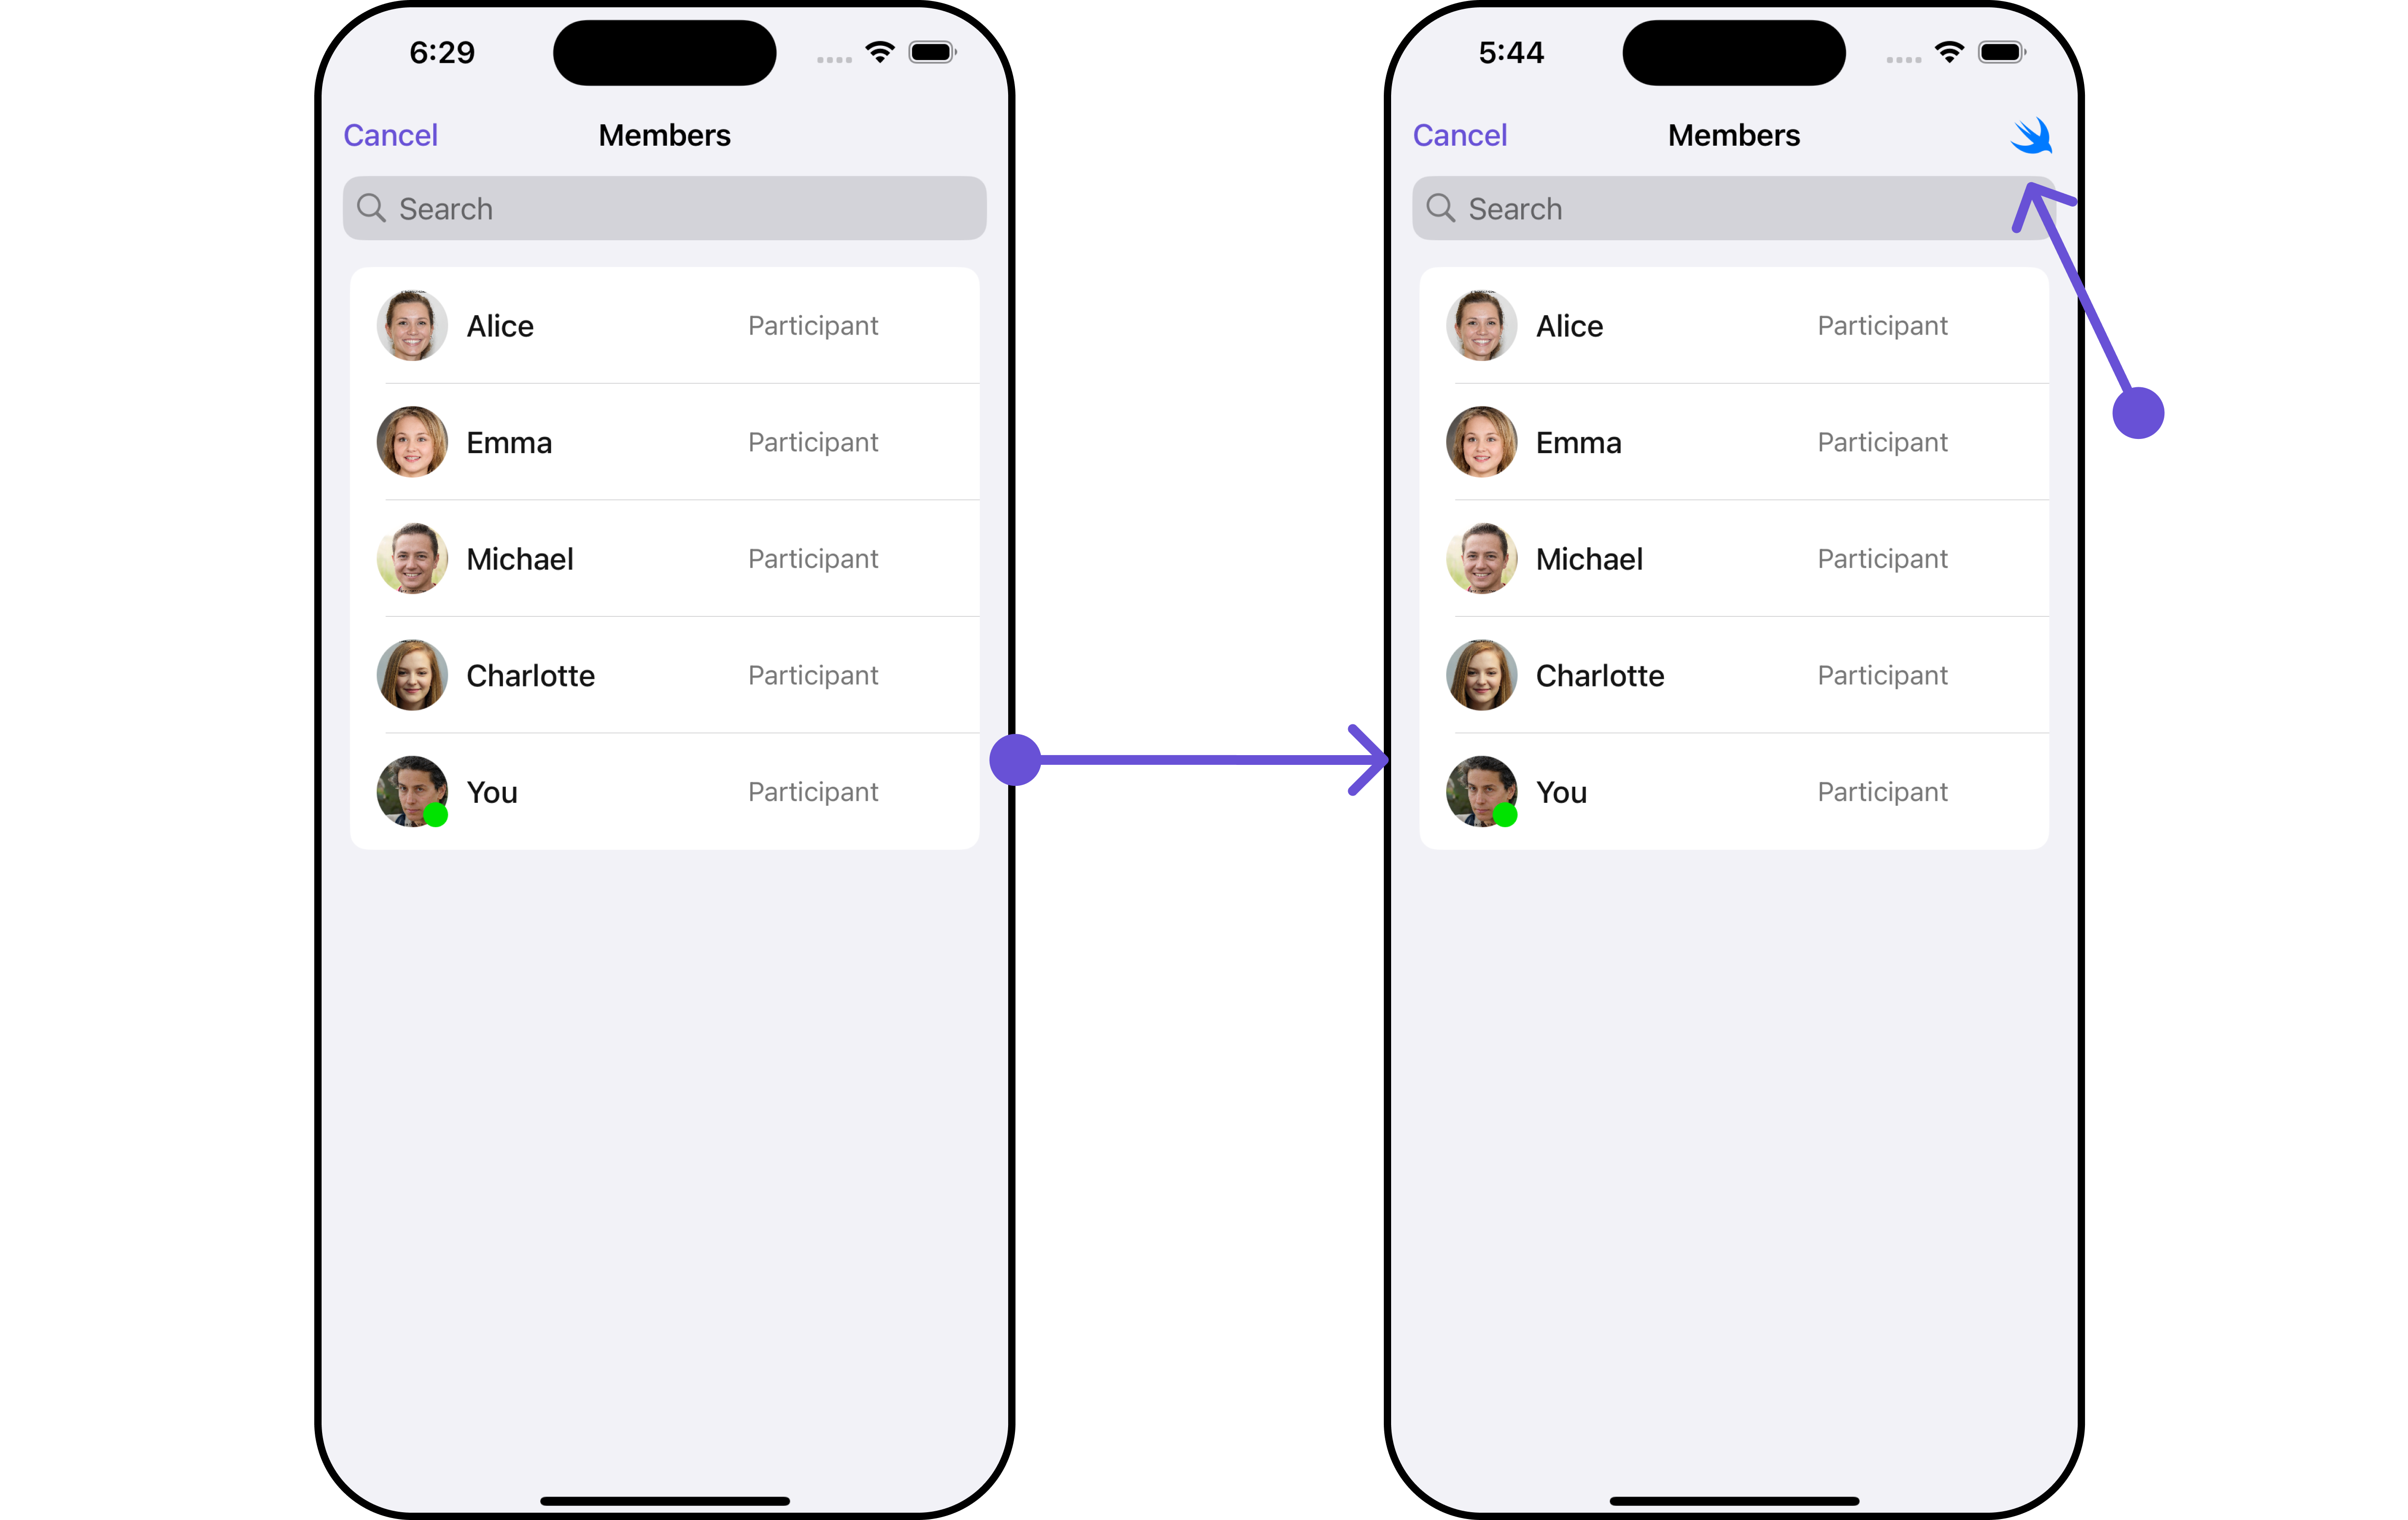 6:29
Cancel Members
Search
Alice Participant
Emma Participant
Michael Participant
Charlotte Participant
You Participant
5:44
Cancel Members
Search
Alice Participant
Emma Participant
Michael Participant
Charlotte Participant
You Participant